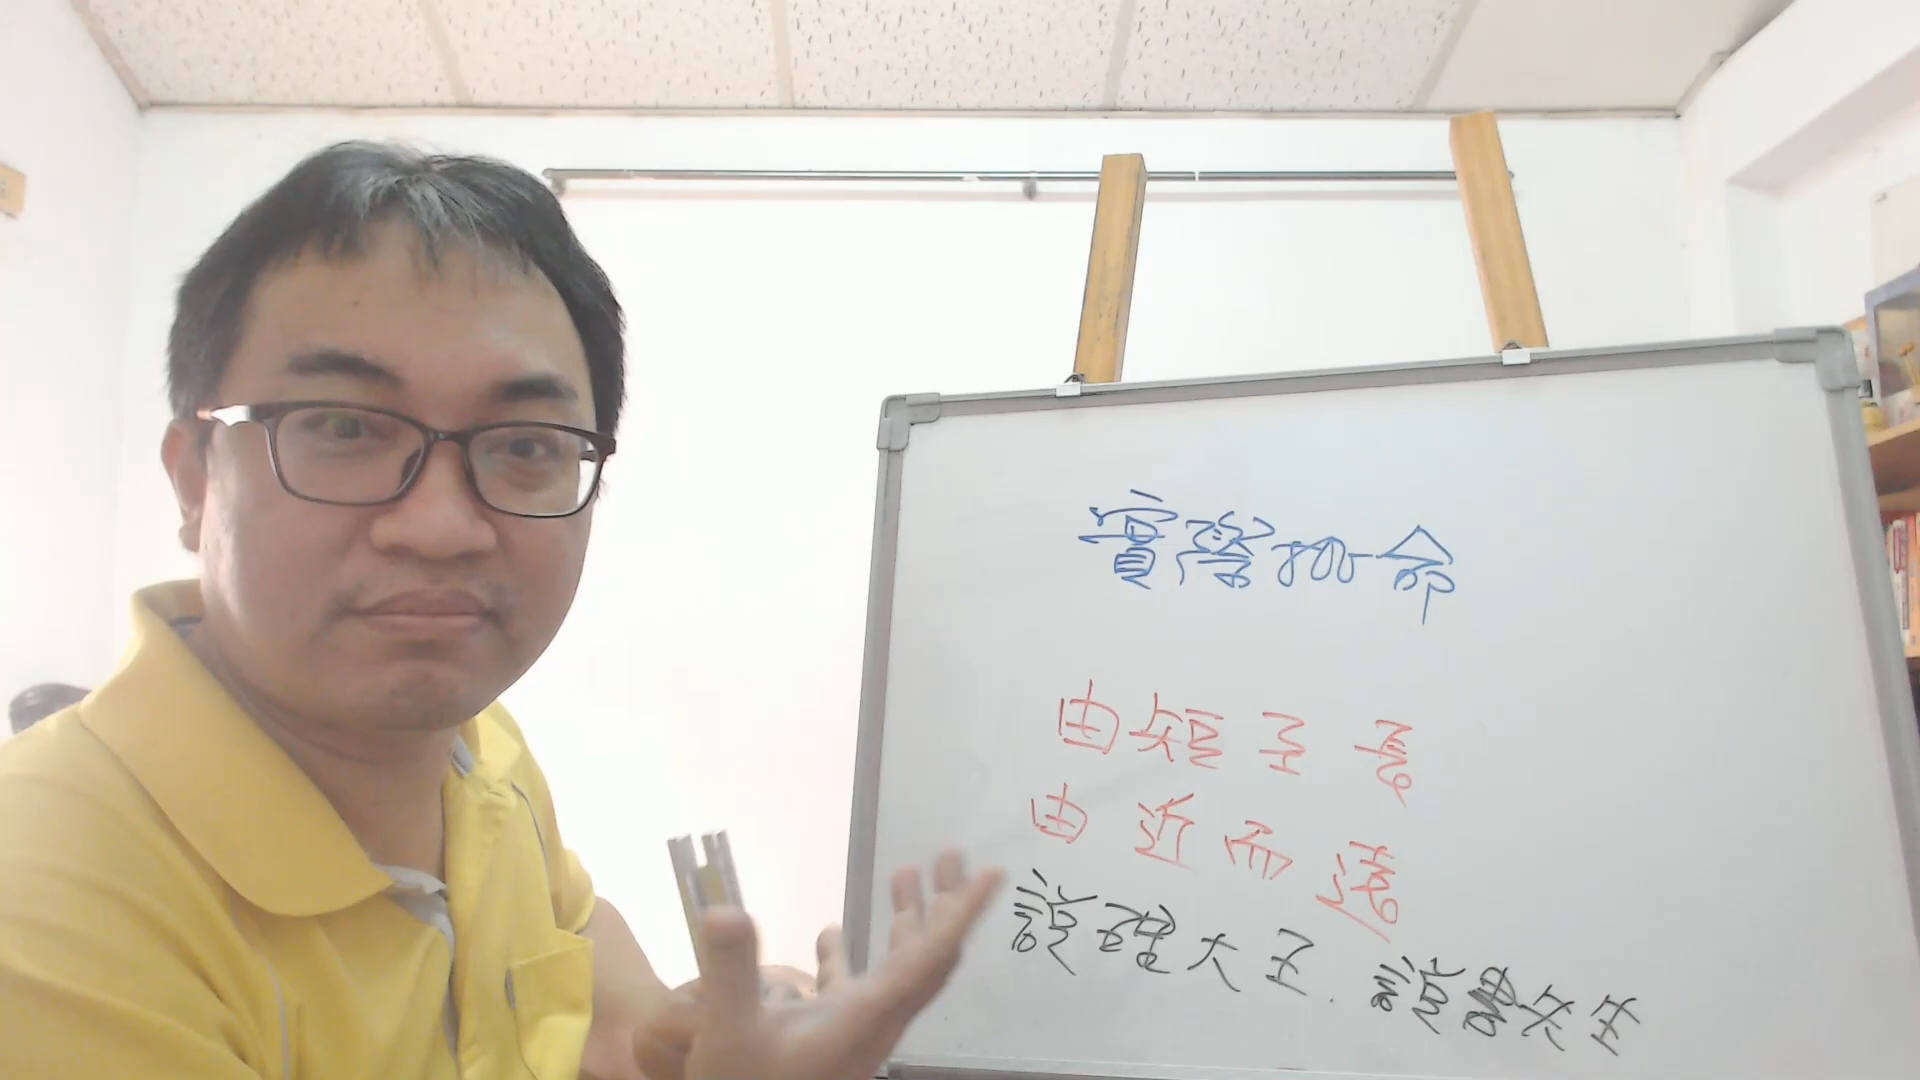 實際批命
由短至長
由近而遠
說理大王. 說書先生